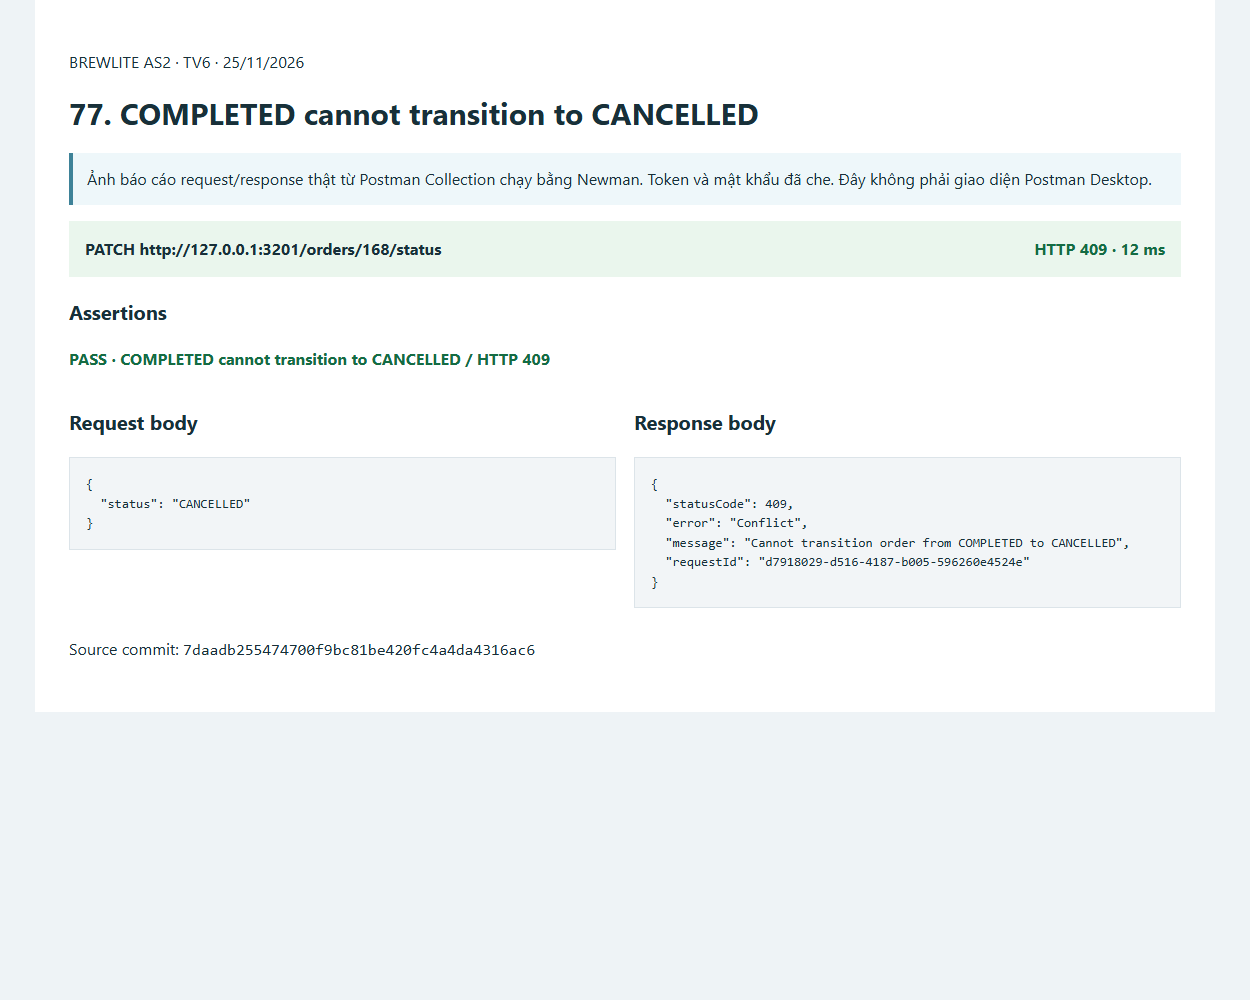 BREWLITE AS2 · TV6 · 25/11/2026
77. COMPLETED cannot transition to CANCELLED
Ảnh báo cáo request/response thật từ Postman Collection chạy bằng Newman. Token và mật khẩu đã che. Đây không phải giao diện Postman Desktop.
PATCH http://127.0.0.1:3201/orders/168/status
HTTP 409 · 12 ms
Assertions
PASS · COMPLETED cannot transition to CANCELLED / HTTP 409
Request body
{
  "status": "CANCELLED"
}
Response body
{
  "statusCode": 409,
  "error": "Conflict",
  "message": "Cannot transition order from COMPLETED to CANCELLED",
  "requestId": "d7918029-d516-4187-b005-596260e4524e"
}
Source commit: 7daadb255474700f9bc81be420fc4a4da4316ac6